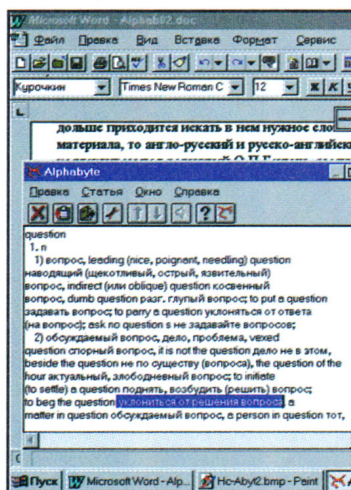 Microsoft Word - Alphab02.doc
Файл Правка Вид Вставка Формат Сервис
Курочкин Times New Roman C 12 Ж К
дольше приходится искать в нем нужное сло
материала, то англо-русский и русско-английски
Alphabyte
Правка Статья Окно Справка
question
1. n
1) вопрос, leading (nice, poignant, needling) question
наводящий (щекотливый, острый, язвительный)
вопрос, indirect (или oblique) question косвенный
вопрос, dumb question разг. глупый вопрос; to put a question
задавать вопрос; to parry a question уклоняться от ответа
(на вопрос); ask no question s не задавайте вопросов;
2) обсуждаемый вопрос, дело, проблема, vexed
question спорный вопрос, it is not the question дело не в этом,
beside the question не по существу (вопроса), the question of the
hour актуальный, злободневный вопрос; to initiate
(to settle) a question поднять, возбудить (решить) вопрос;
to beg the question уклониться от решения вопроса, a
matter in question обсуждаемый вопрос, a person in question тот,
Пуск Microsoft Word - Alp... Hc-Abyt2.bmp - Paint A